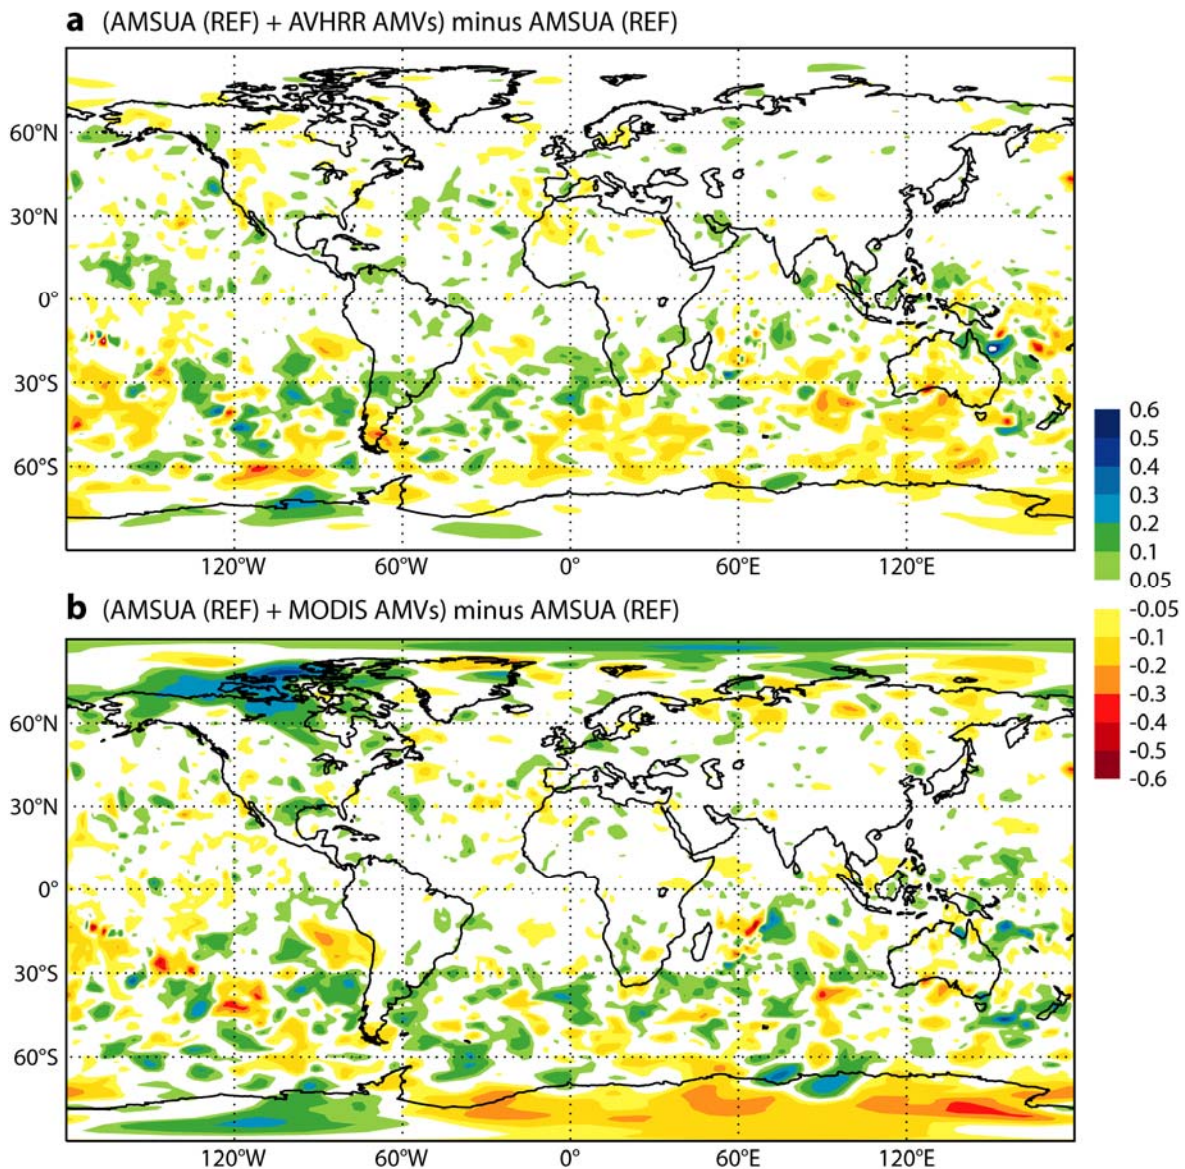 a (AMSUA (REF) + AVHRR AMVs) minus AMSUA (REF)
60°N
30°N
0°
30°S
60°S
120°W 60°W 0° 60°E 120°E
0.6
0.5
0.4
0.3
0.2
0.1
0.05
-0.05
-0.1
-0.2
-0.3
-0.4
-0.5
-0.6
b (AMSUA (REF) + MODIS AMVs) minus AMSUA (REF)
60°N
30°N
0°
30°S
60°S
120°W 60°W 0° 60°E 120°E